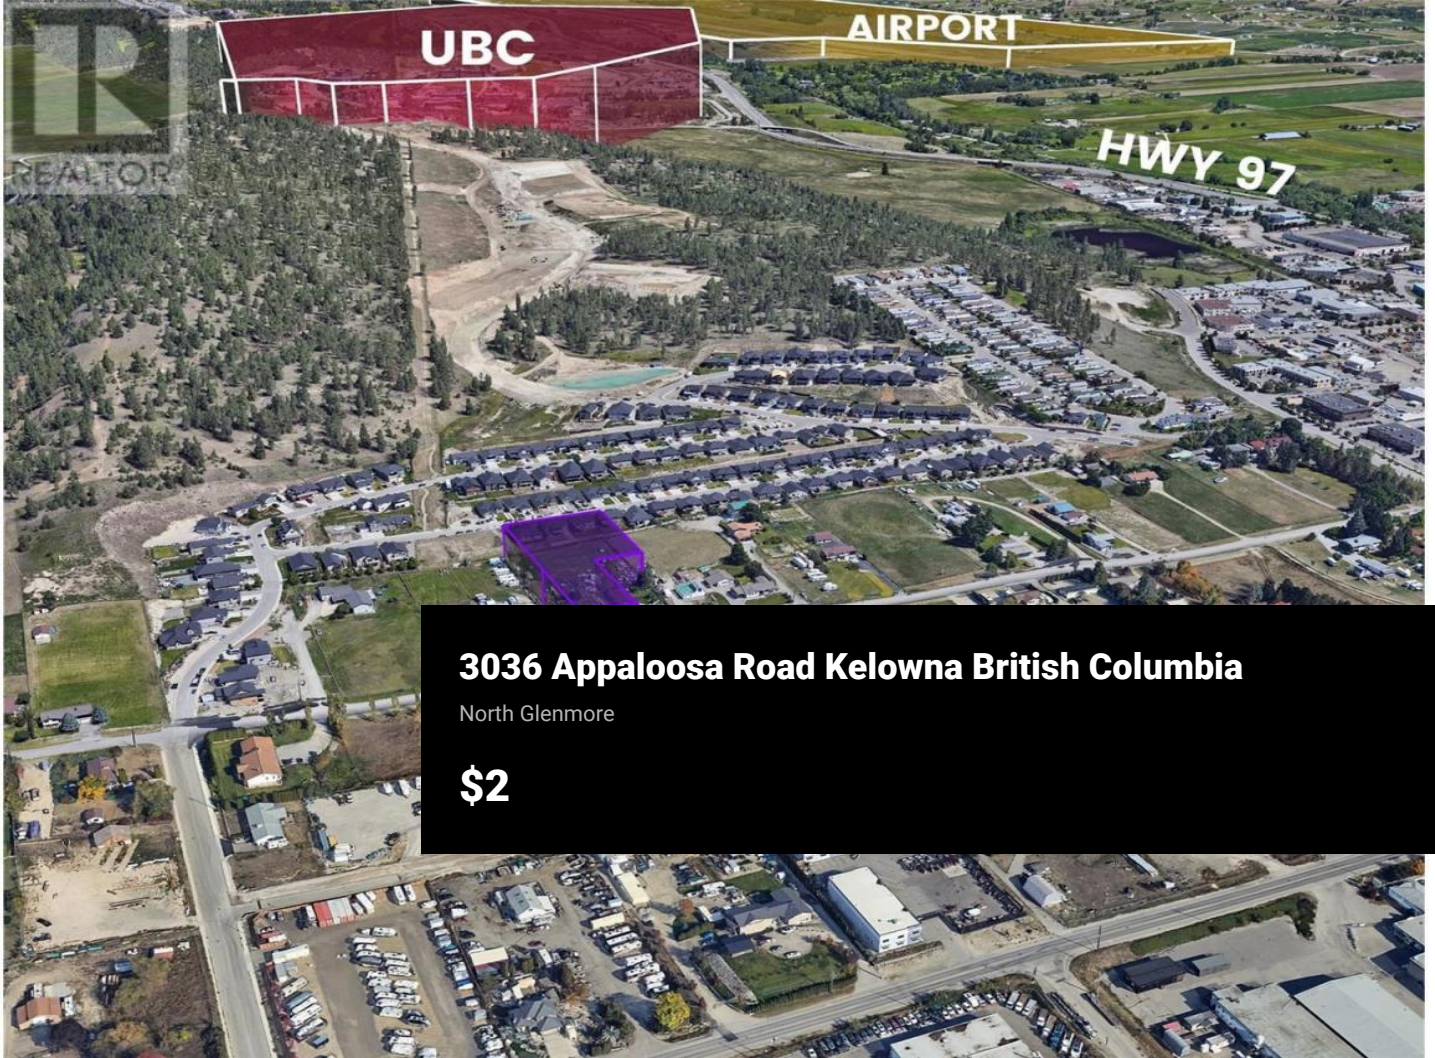 UBC
AIRPORT
HWY 97
REALTOR
3036 Appaloosa Road Kelowna British Columbia
North Glenmore
$2